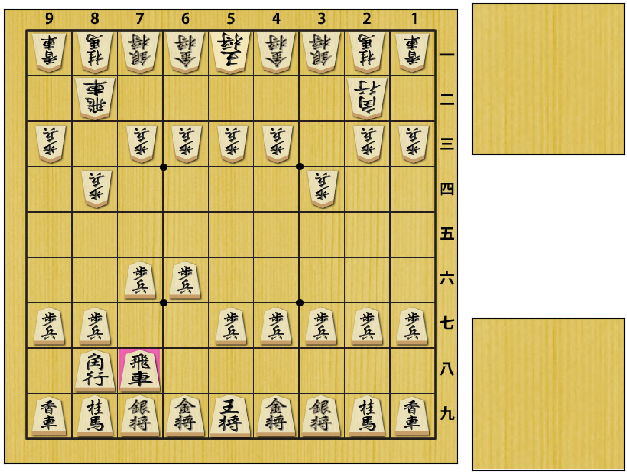 9 8 7 6 5 4 3 2 1
香車 桂馬 銀将 金将 王将 金将 銀将 桂馬 香車 一
飛車 角行 二
歩兵 歩兵 歩兵 歩兵 歩兵 歩兵 歩兵 三
歩兵 歩兵 四
五
歩兵 歩兵 六
歩兵 歩兵 歩兵 歩兵 歩兵 歩兵 歩兵 七
角行 飛車 八
香車 桂馬 銀将 金将 王将 金将 銀将 桂馬 香車 九